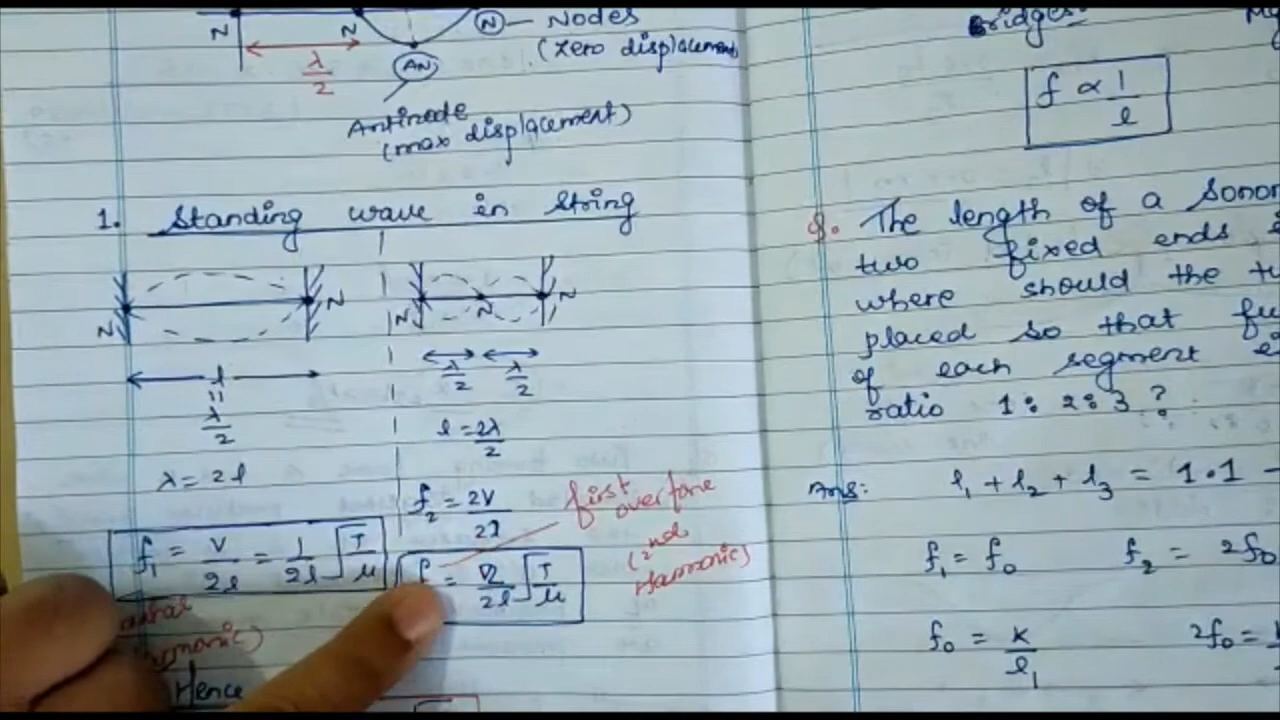 N
N
λ/2
AN
N — Nodes
(zero displacement)
Antinode
(max displacement)
1. Standing wave in String
N
N
N
N
N
l
=
λ/2
λ/2
λ/2
λ = 2l
l = 2λ/2
f₂ = 2V/2l
first overtone
(2nd Harmonic)
f₁ = V/2l = 1/2l √T/μ
= 2/2l √T/μ
Hence
Bridges.
f ∝ 1/l
Q. The length of a Sono
two fixed ends
where should the
placed so that
of each segment
ratio 1:2:3 ?
Ans: l₁ + l₂ + l₃ = 1.1
f₁ = f₀
f₂ = 2f₀
f₀ = K/l₁
2f₀ =